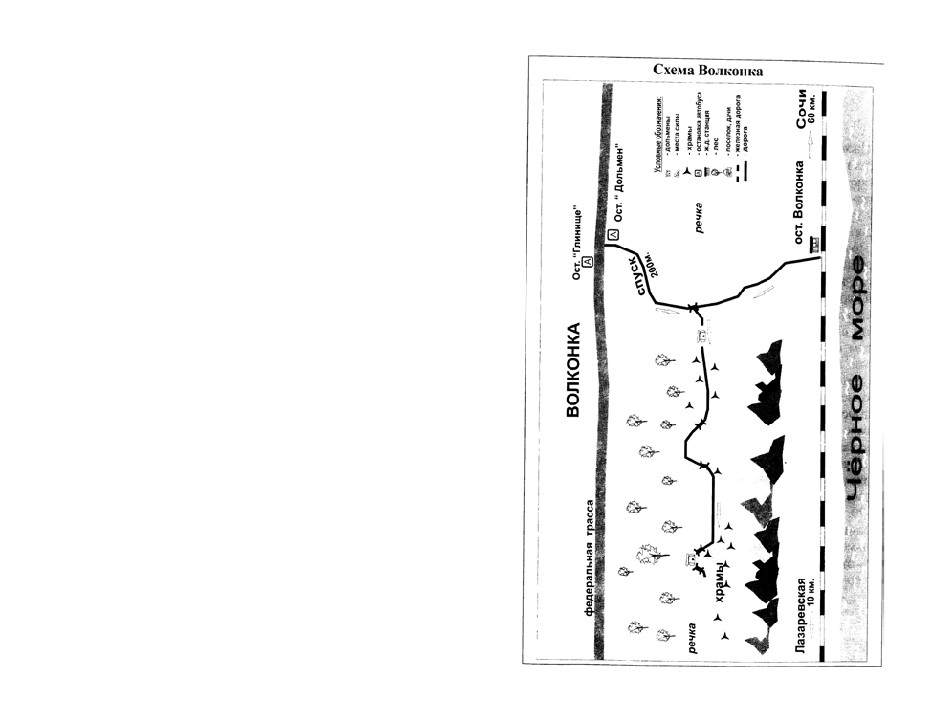 Схема Волконка
федеральная трасса
ВОЛКОНКА
Ост. "Глинище"
Ост. " Дольмен"
спуск
200м.
речка
Условные обозначения:
- дольмены
- места силы
- храмы
- остановка автобуса
- ж.д. станция
- лес
- поселок, дачи
- железная дорога
дорога
речка
храмы
ост. Волконка
Сочи
60 км.
Лазаревская
10 км.
Чёрное море